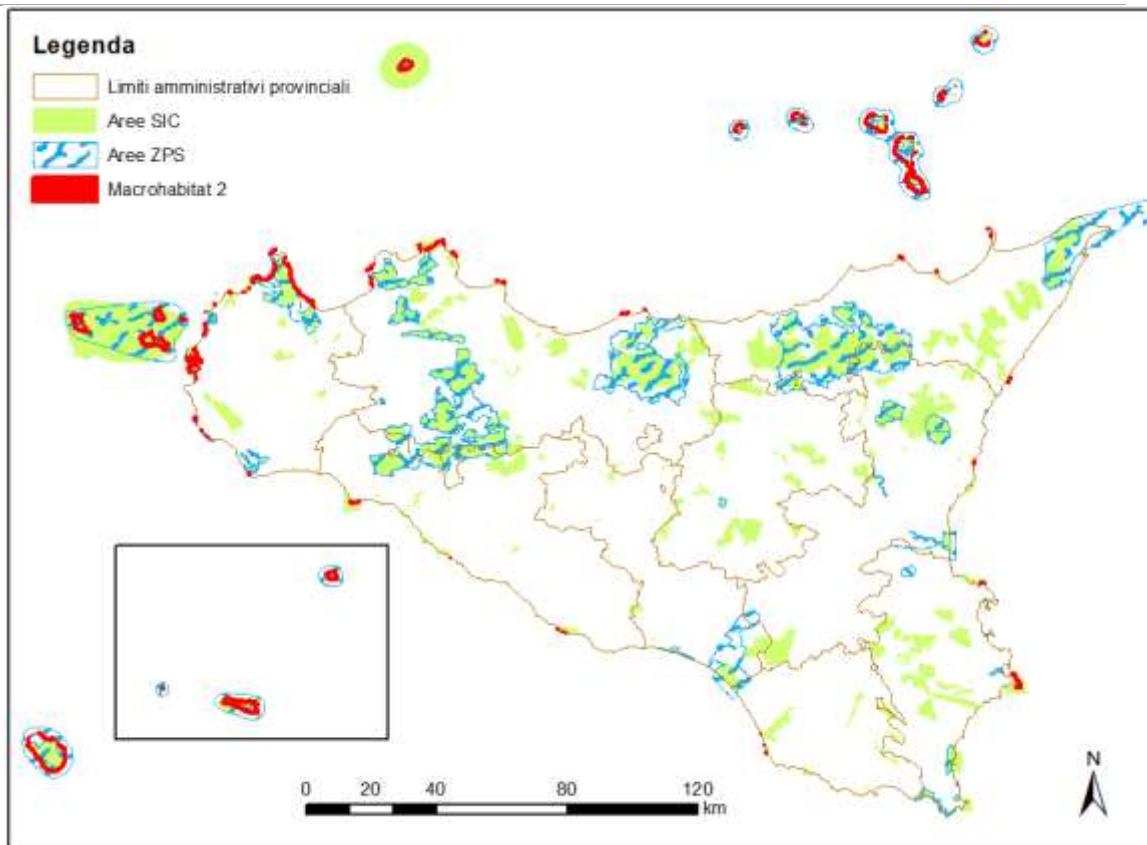 Legenda
Limiti amministrativi provinciali
Aree SIC
Aree ZPS
Macrohabitat 2
N
0 20 40 80 120
km